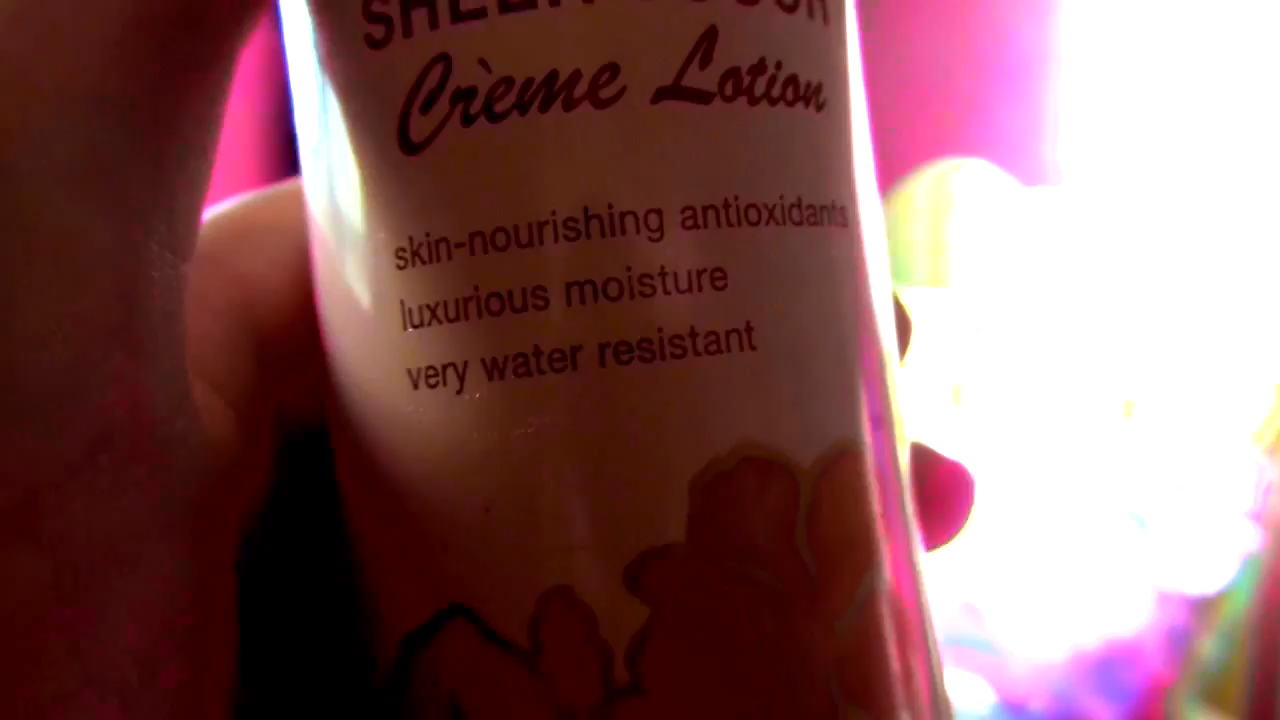 Crème Lotion
skin-nourishing antioxidants
luxurious moisture
very water resistant